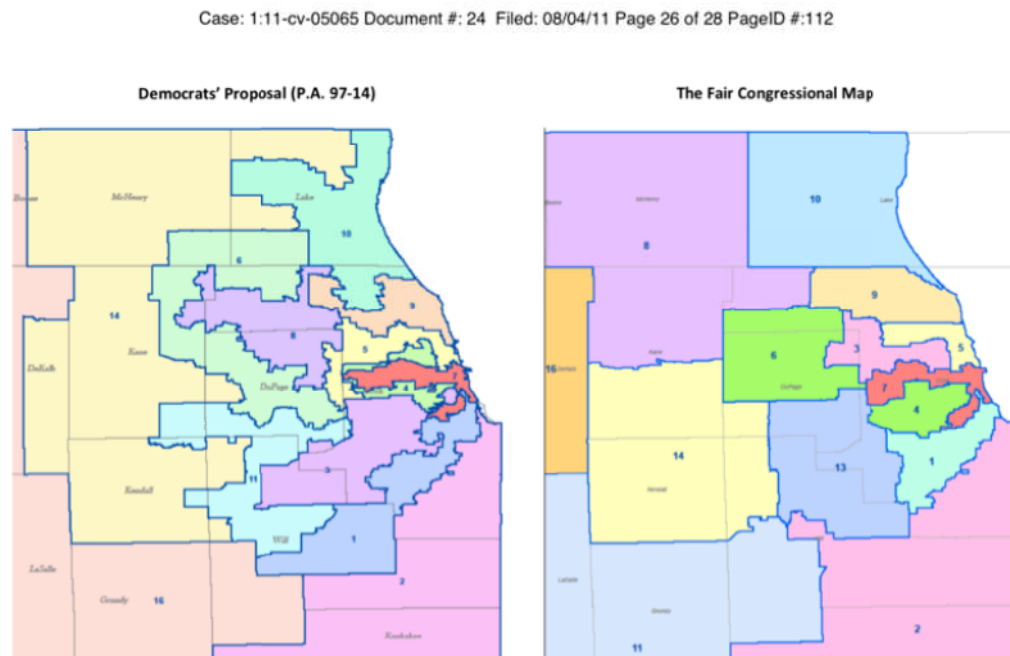 Case: 1:11-cv-05065 Document #: 24 Filed: 08/04/11 Page 26 of 28 PageID #:112
Democrats' Proposal (P.A. 97-14)
The Fair Congressional Map
McHenry
Lake
10
6
14
9
8
Kane
5
DeKalb
7
DuPage
4
3
11
Kendall
Will
1
LaSalle
2
Grundy
16
Kankakee
10
Lake
8
9
6
3
5
16
7
4
14
13
1
11
2